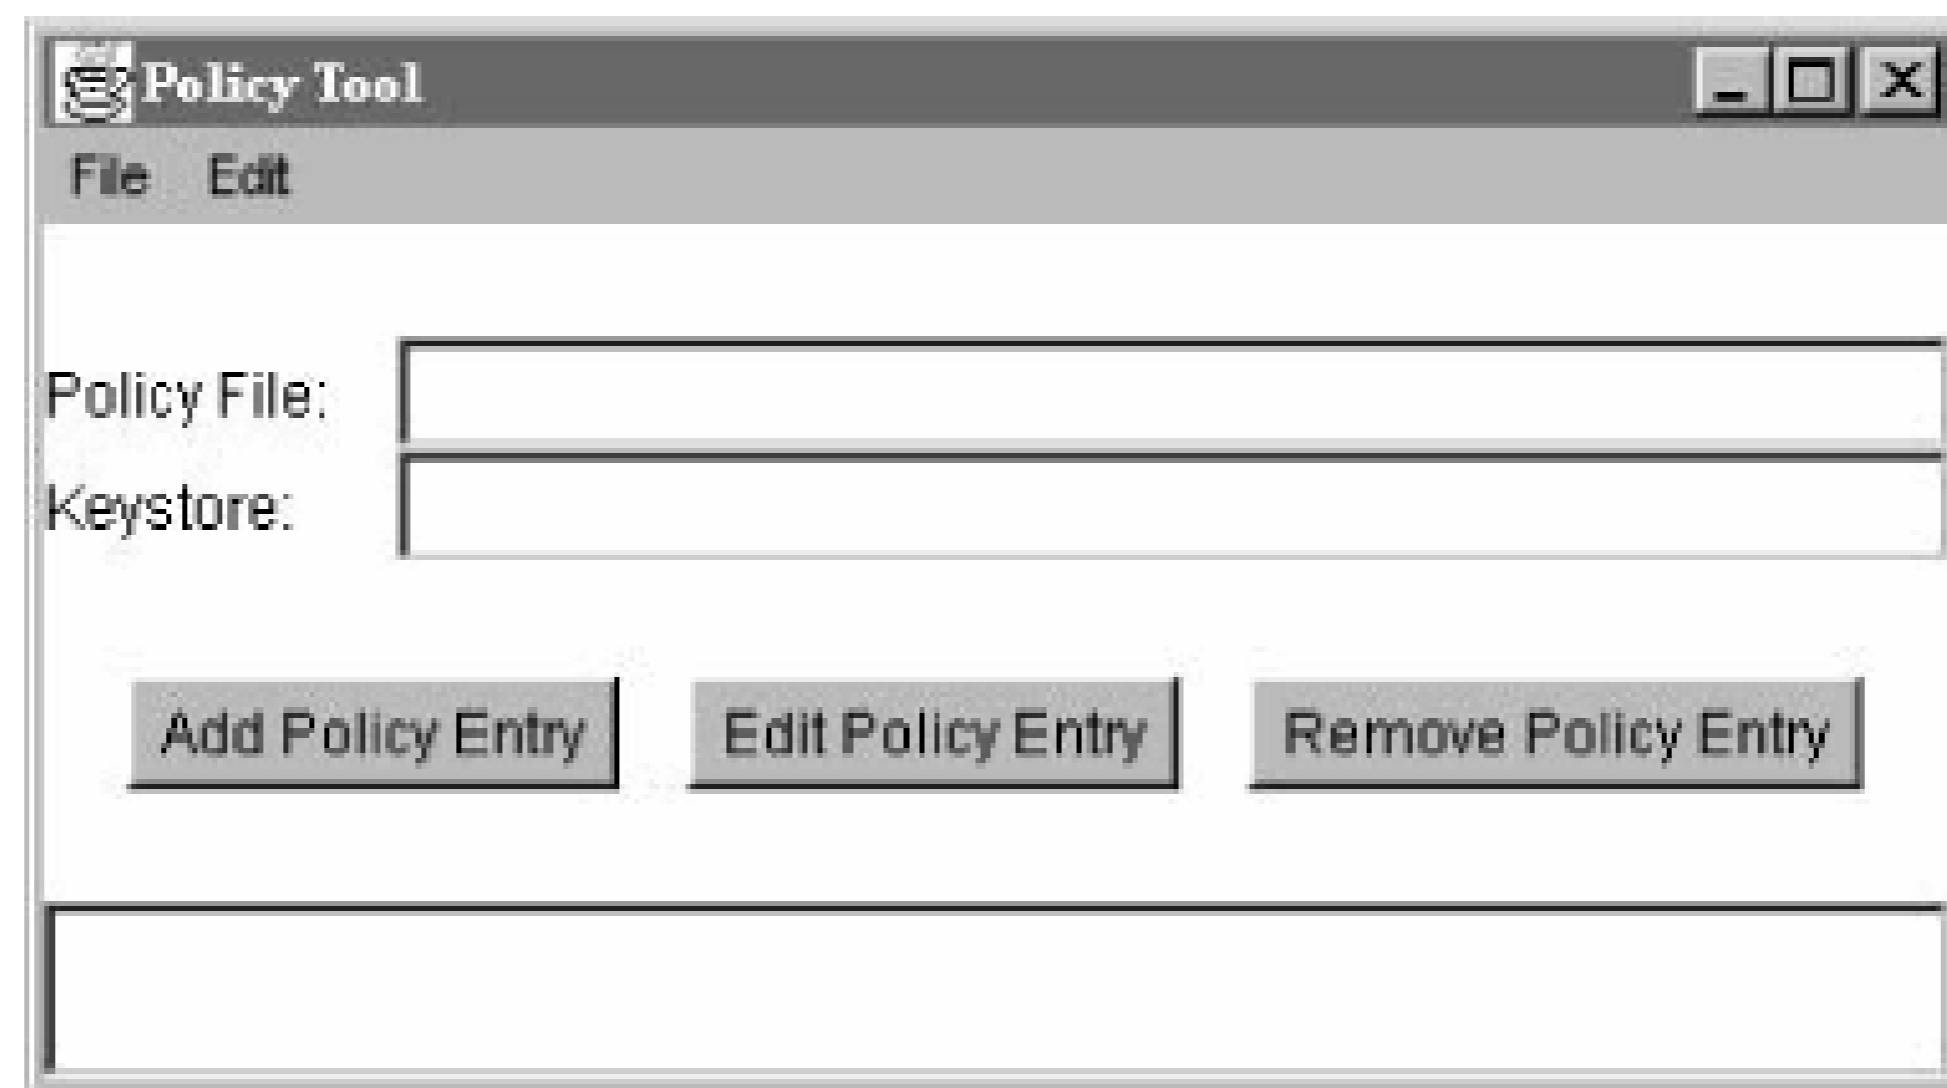 Policy Tool
File Edit
Policy File:
Keystore:
Add Policy Entry Edit Policy Entry Remove Policy Entry